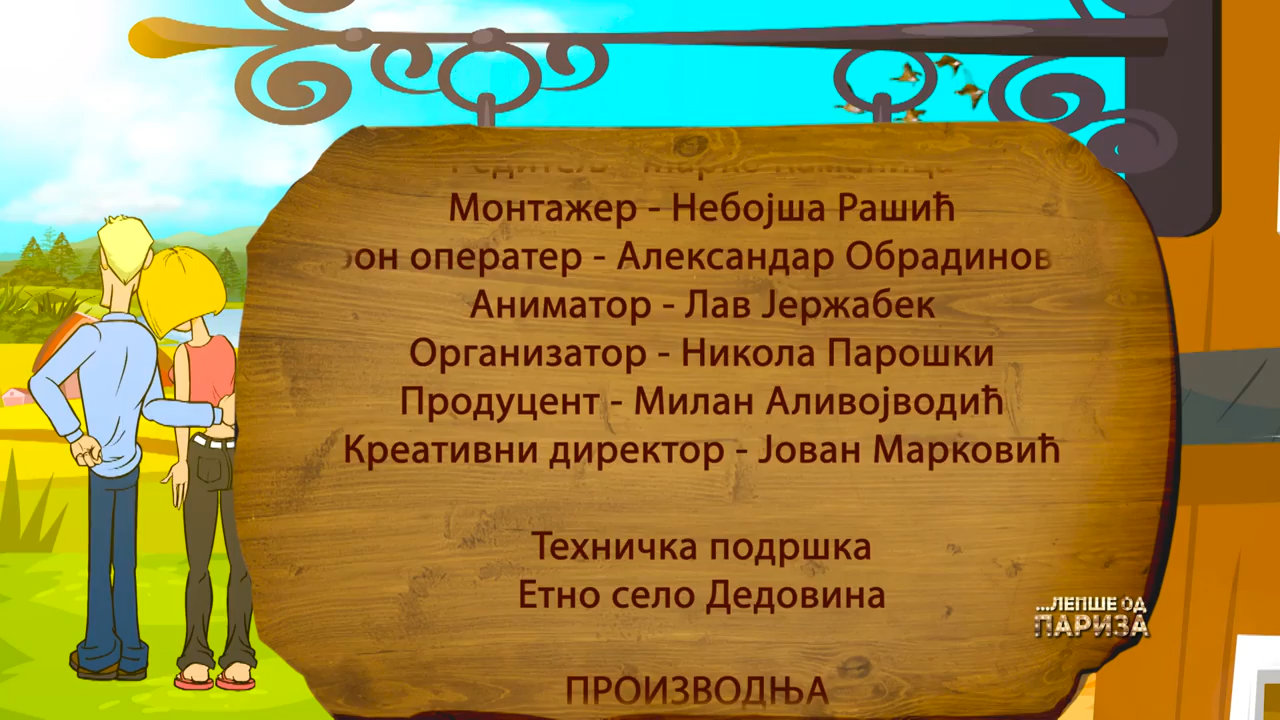 Монтажер - Небојша Рашић
оператер - Александар Обрадинов
Аниматор - Лав Јержабек
Организатор - Никола Парошки
Продуцент - Милан Аливојводић
Креативни директор - Јован Марковић
Техничка подршка
Етно село Дедовина
...ЛЕПШЕ ОД
ПАРИЗА
ПРОИЗВОДЊА